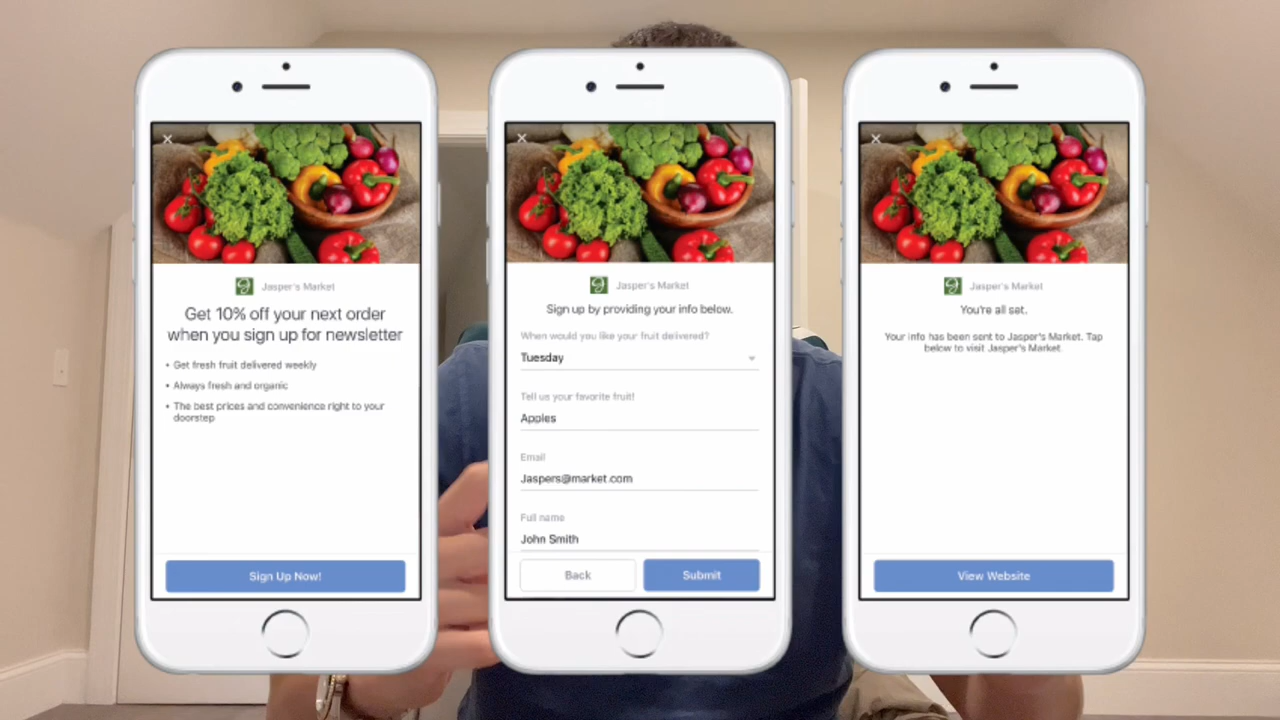 Jasper's Market
Get 10% off your next order
when you sign up for newsletter
• Get fresh fruit delivered weekly
• Always fresh and organic
• The best prices and convenience right to your
doorstep
Sign Up Now!
Jasper's Market
Sign up by providing your info below.
When would you like your fruit delivered?
Tuesday
Tell us your favorite fruit!
Apples
Email
Jaspers@market.com
Full name
John Smith
Back
Submit
Jasper's Market
You're all set.
Your info has been sent to Jasper's Market. Tap
below to visit Jasper's Market
View Website